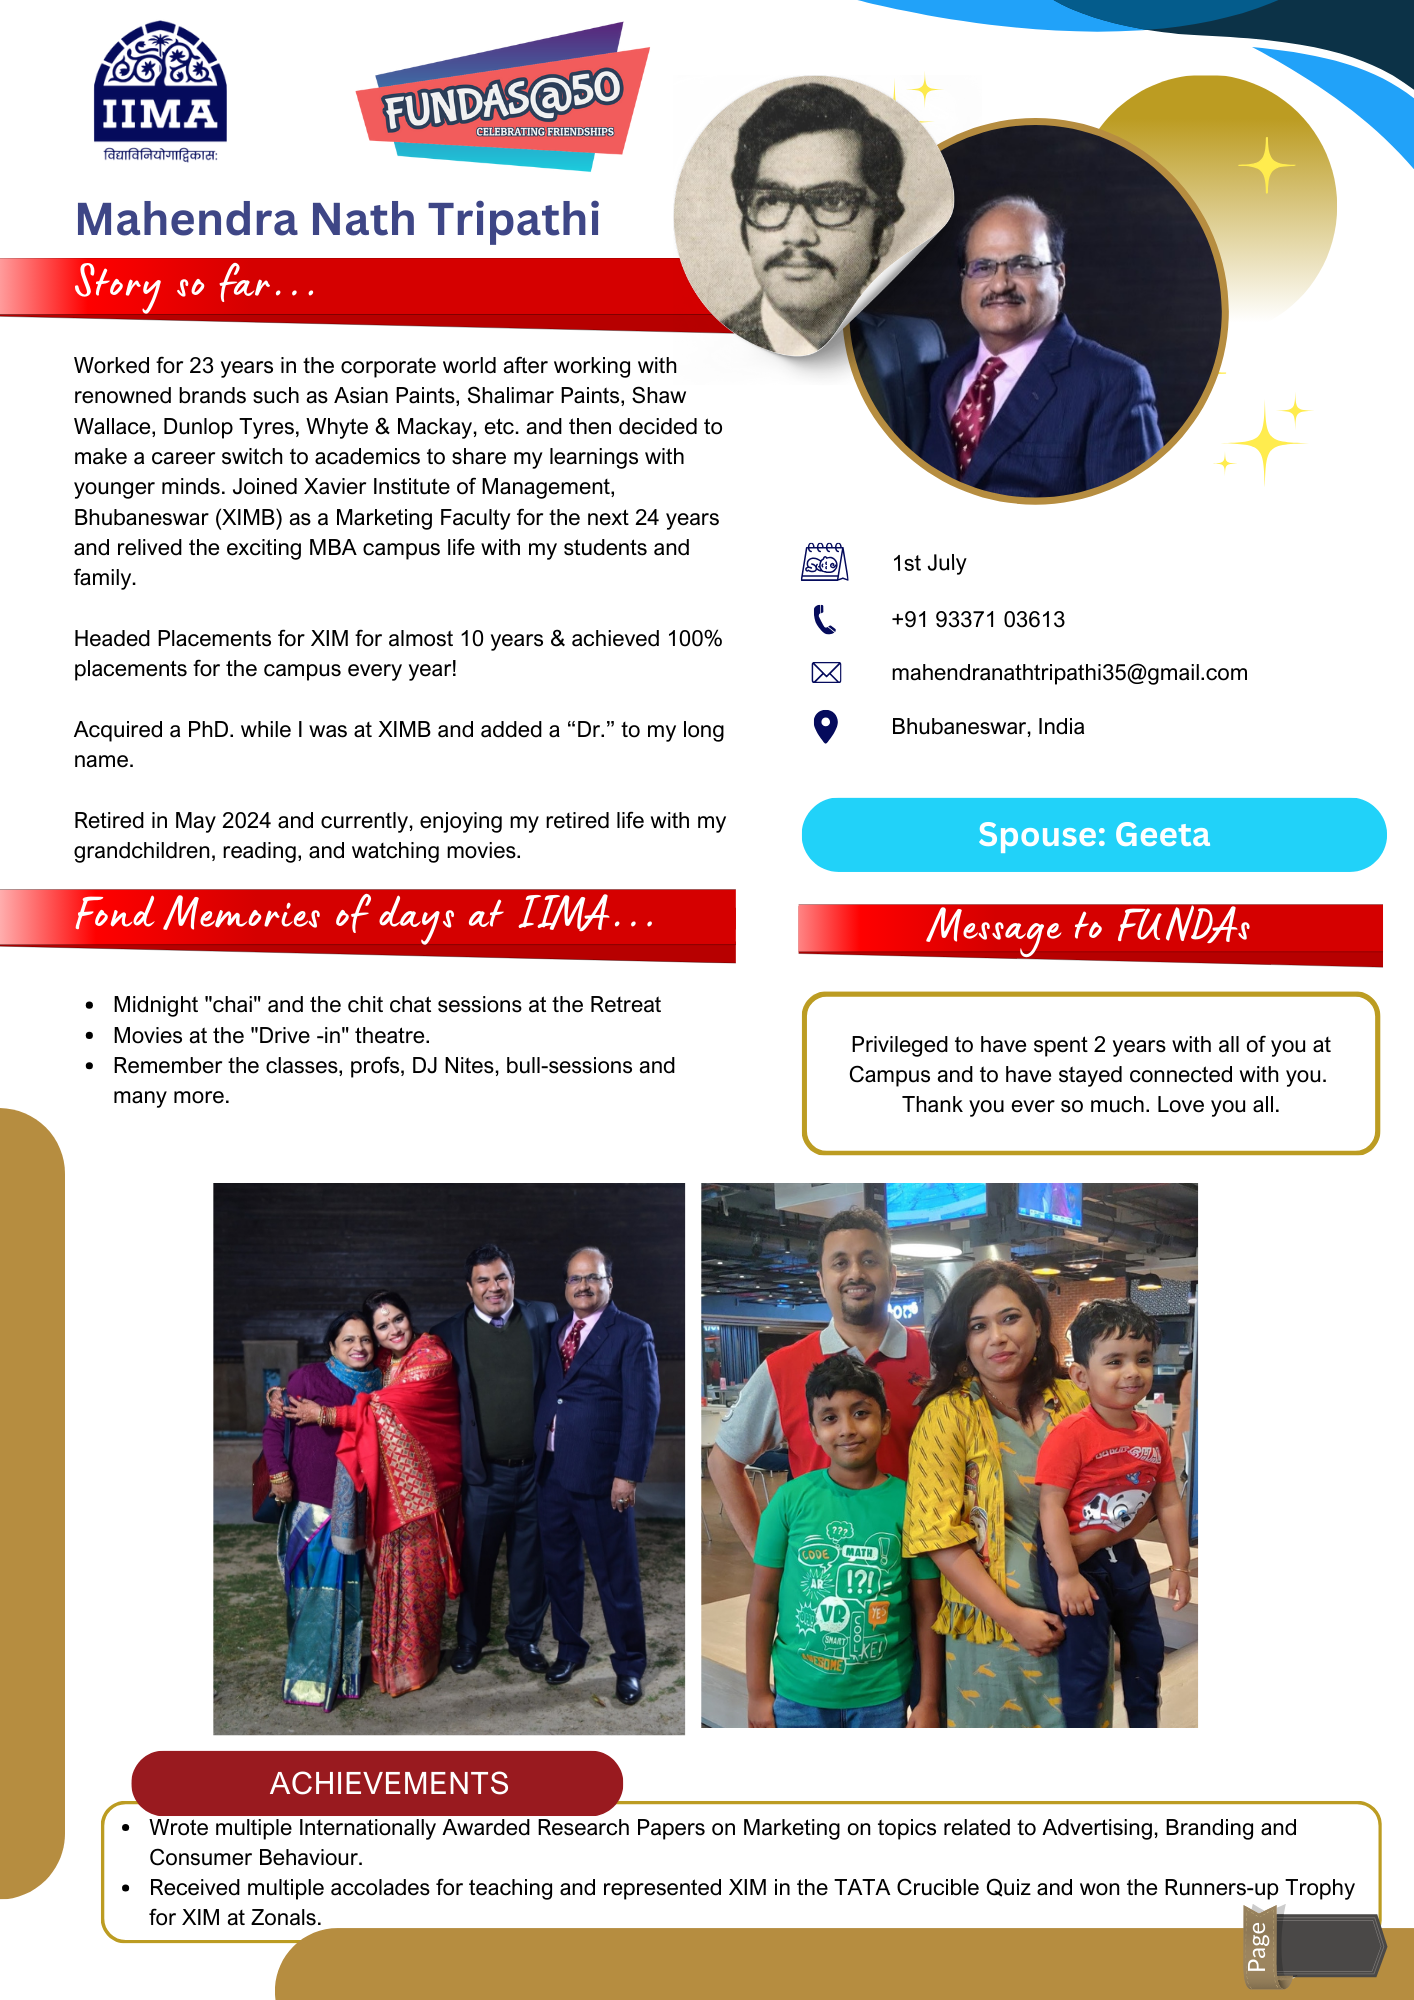 IIMA
विद्याविनियोगाद्विकास:
FUNDAS@50
CELEBRATING FRIENDSHIPS
Mahendra Nath Tripathi
Story so far...
Worked for 23 years in the corporate world after working with
renowned brands such as Asian Paints, Shalimar Paints, Shaw
Wallace, Dunlop Tyres, Whyte & Mackay, etc. and then decided to
make a career switch to academics to share my learnings with
younger minds. Joined Xavier Institute of Management,
Bhubaneswar (XIMB) as a Marketing Faculty for the next 24 years
and relived the exciting MBA campus life with my students and
family.
Headed Placements for XIM for almost 10 years & achieved 100%
placements for the campus every year!
Acquired a PhD. while I was at XIMB and added a “Dr.” to my long
name.
Retired in May 2024 and currently, enjoying my retired life with my
grandchildren, reading, and watching movies.
1st July
+91 93371 03613
mahendranathtripathi35@gmail.com
Bhubaneswar, India
Spouse: Geeta
Fond Memories of days at IIMA...
• Midnight "chai" and the chit chat sessions at the Retreat
• Movies at the "Drive -in" theatre.
• Remember the classes, profs, DJ Nites, bull-sessions and
many more.
Message to FUNDAs
Privileged to have spent 2 years with all of you at
Campus and to have stayed connected with you.
Thank you ever so much. Love you all.
???
CODE
MATH
AR
!?!
VR
YE
COOL
SMART
KE!
AWESOME
ACHIEVEMENTS
• Wrote multiple Internationally Awarded Research Papers on Marketing on topics related to Advertising, Branding and
Consumer Behaviour.
• Received multiple accolades for teaching and represented XIM in the TATA Crucible Quiz and won the Runners-up Trophy
for XIM at Zonals.
Page